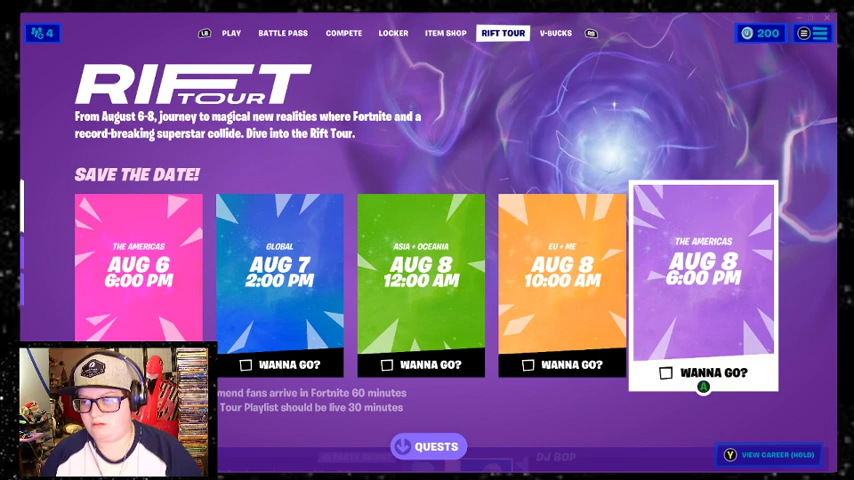 4
LB
PLAY
BATTLE PASS
COMPETE
LOCKER
ITEM SHOP
RIFT TOUR
V-BUCKS
RB
200
RIFT
TOUR
From August 6-8, journey to magical new realities where Fortnite and a
record-breaking superstar collide. Dive into the Rift Tour.
SAVE THE DATE!
THE AMERICAS
AUG 6
6:00 PM
GLOBAL
AUG 7
2:00 PM
WANNA GO?
ASIA + OCEANIA
AUG 8
12:00 AM
WANNA GO?
EU + ME
AUG 8
10:00 AM
WANNA GO?
THE AMERICAS
AUG 8
6:00 PM
WANNA GO?
A
mend fans arrive in Fortnite 60 minutes
Tour Playlist should be live 30 minutes
QUESTS
DJ BOP
Y VIEW CAREER (HOLD)